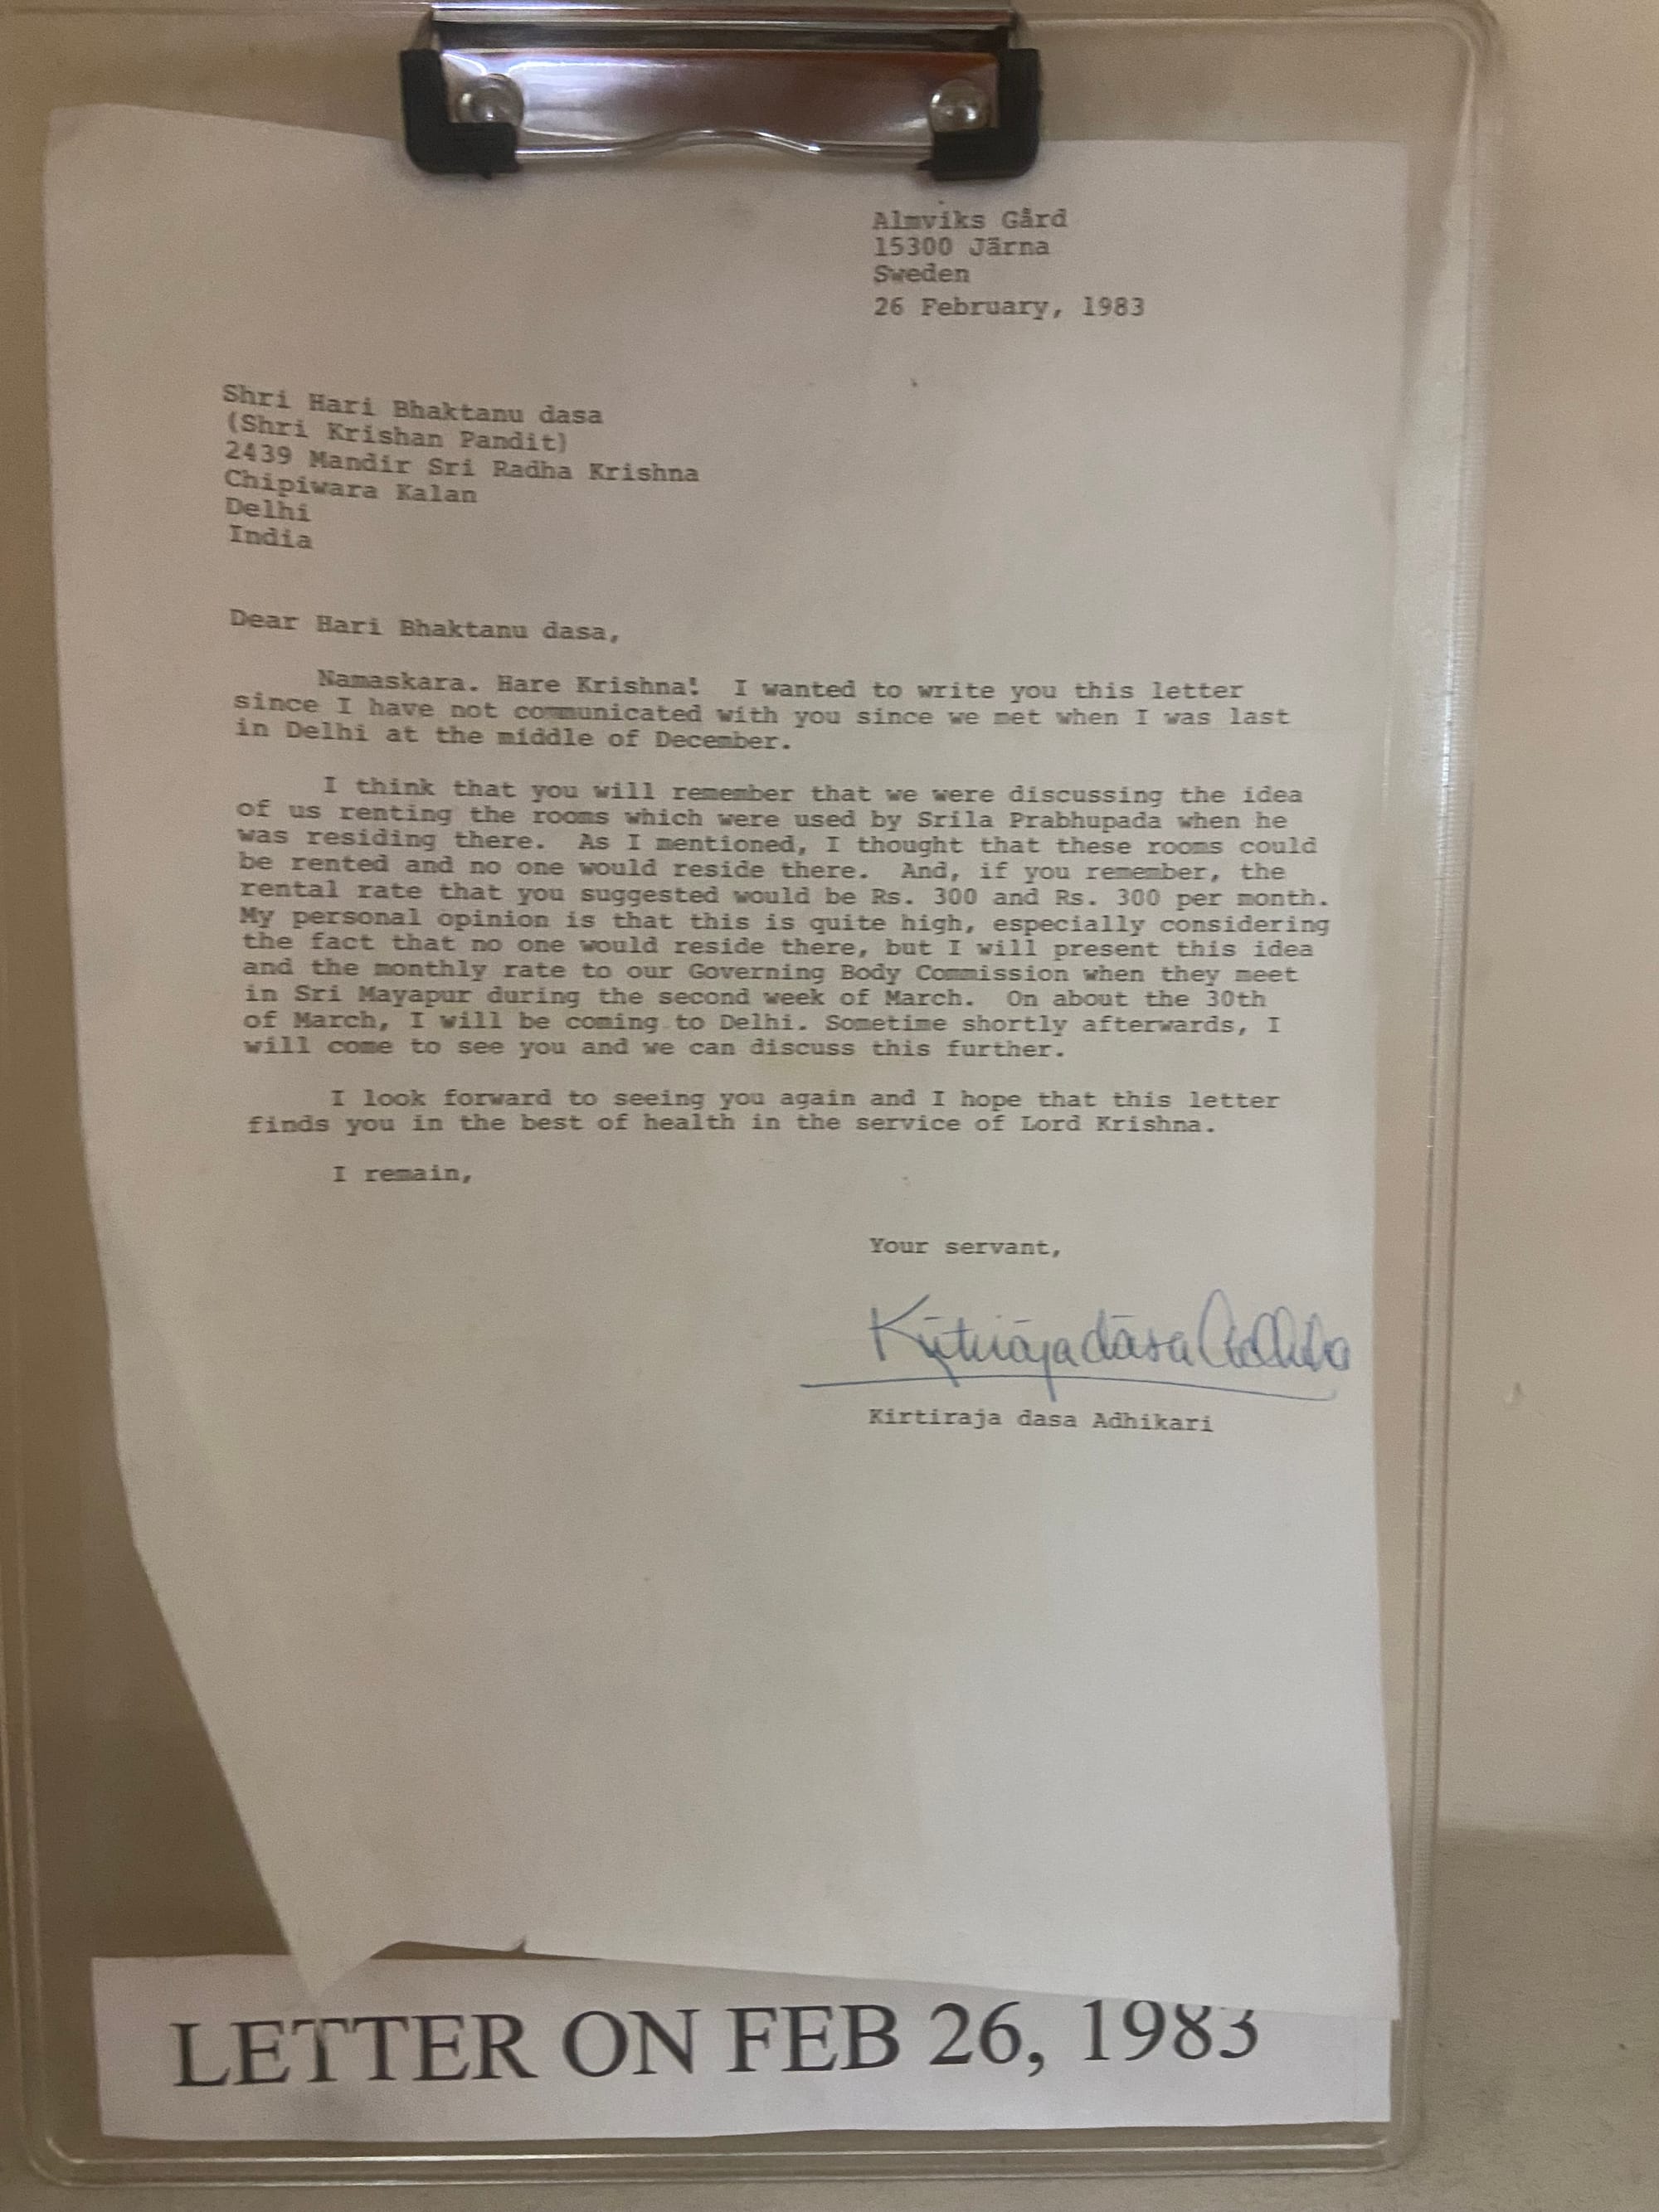 Almviks Gård
15300 Järna
Sweden
26 February, 1983
Shri Hari Bhaktanu dasa
(Shri Krishan Pandit)
2439 Mandir Sri Radha Krishna
Chipiwara Kalan
Delhi
India
Dear Hari Bhaktanu dasa,
Namaskara. Hare Krishna! I wanted to write you this letter
since I have not communicated with you since we met when I was last
in Delhi at the middle of December.
I think that you will remember that we were discussing the idea
of us renting the rooms which were used by Srila Prabhupada when he
was residing there. As I mentioned, I thought that these rooms could
be rented and no one would reside there. And, if you remember, the
rental rate that you suggested would be Rs. 300 and Rs. 300 per month.
My personal opinion is that this is quite high, especially considering
the fact that no one would reside there, but I will present this idea
and the monthly rate to our Governing Body Commission when they meet
in Sri Mayapur during the second week of March. On about the 30th
of March, I will be coming to Delhi. Sometime shortly afterwards, I
will come to see you and we can discuss this further.
I look forward to seeing you again and I hope that this letter
finds you in the best of health in the service of Lord Krishna.
I remain,
Your servant,
Kirtiraja dasa Adhikari
LETTER ON FEB 26, 1983